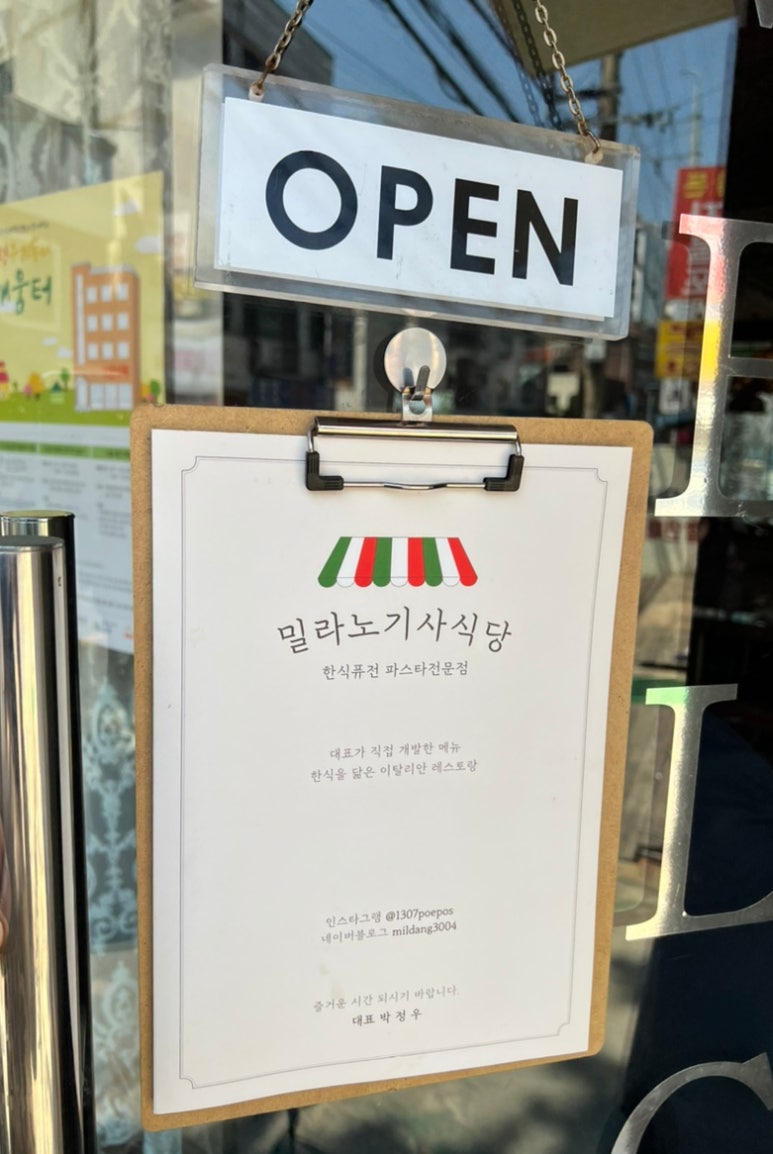 OPEN
밀라노기사식당
한식퓨전 파스타전문점
대표가 직접 개발한 메뉴
한식을 닮은 이탈리안 레스토랑
인스타그램 @1307poepos
네이버블로그 mildang3004
즐거운 시간 되시기 바랍니다.
대표 박정우
E
L
C